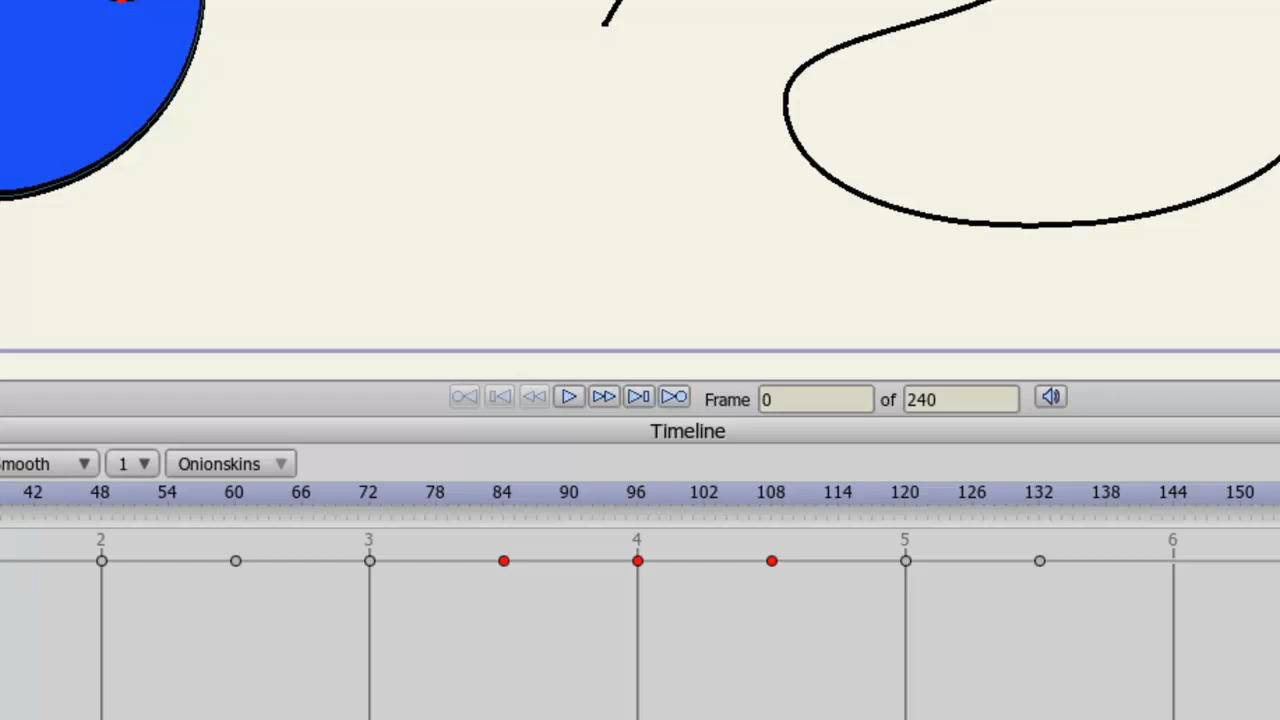 Frame 0 of 240
Timeline
mooth 1 Onionskins
42 48 54 60 66 72 78 84 90 96 102 108 114 120 126 132 138 144 150
2 3 4 5 6